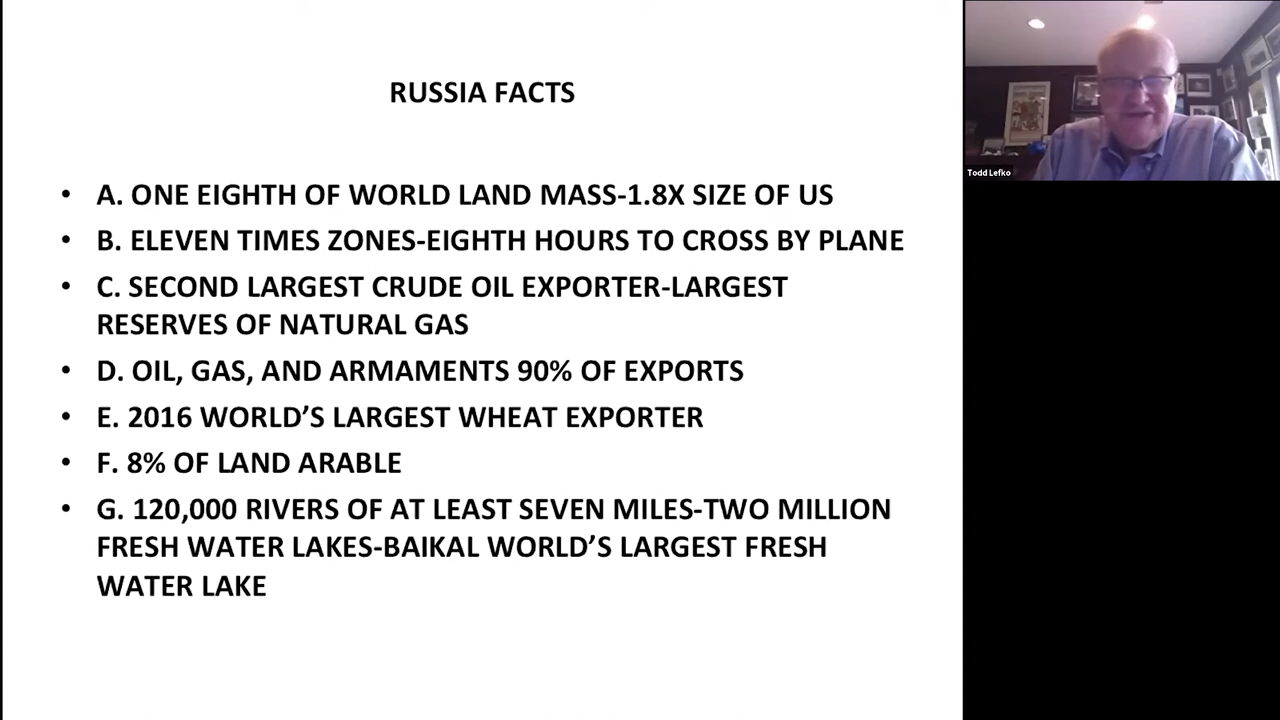 RUSSIA FACTS
• A. ONE EIGHTH OF WORLD LAND MASS-1.8X SIZE OF US
• B. ELEVEN TIMES ZONES-EIGHTH HOURS TO CROSS BY PLANE
• C. SECOND LARGEST CRUDE OIL EXPORTER-LARGEST
RESERVES OF NATURAL GAS
• D. OIL, GAS, AND ARMAMENTS 90% OF EXPORTS
• E. 2016 WORLD’S LARGEST WHEAT EXPORTER
• F. 8% OF LAND ARABLE
• G. 120,000 RIVERS OF AT LEAST SEVEN MILES-TWO MILLION
FRESH WATER LAKES-BAIKAL WORLD’S LARGEST FRESH
WATER LAKE
Todd Lefko